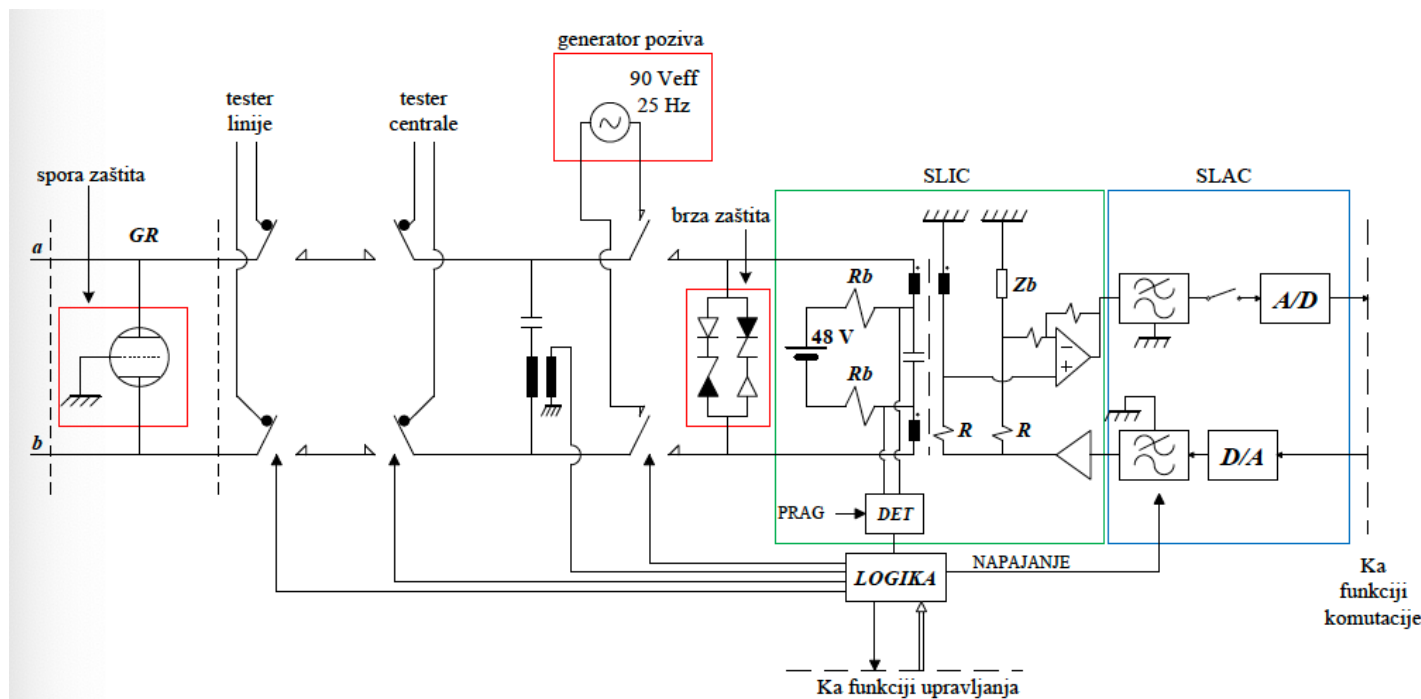 generator poziva
90 Veff
25 Hz
tester
linije
tester
centrale
spora zaštita
GR
brza zaštita
SLIC
SLAC
a
b
Rb
48 V
Rb
Zb
R
R
A/D
D/A
PRAG
DET
LOGIKA
NAPAJANJE
Ka
funkciji
komutacije
Ka funkciji upravljanja